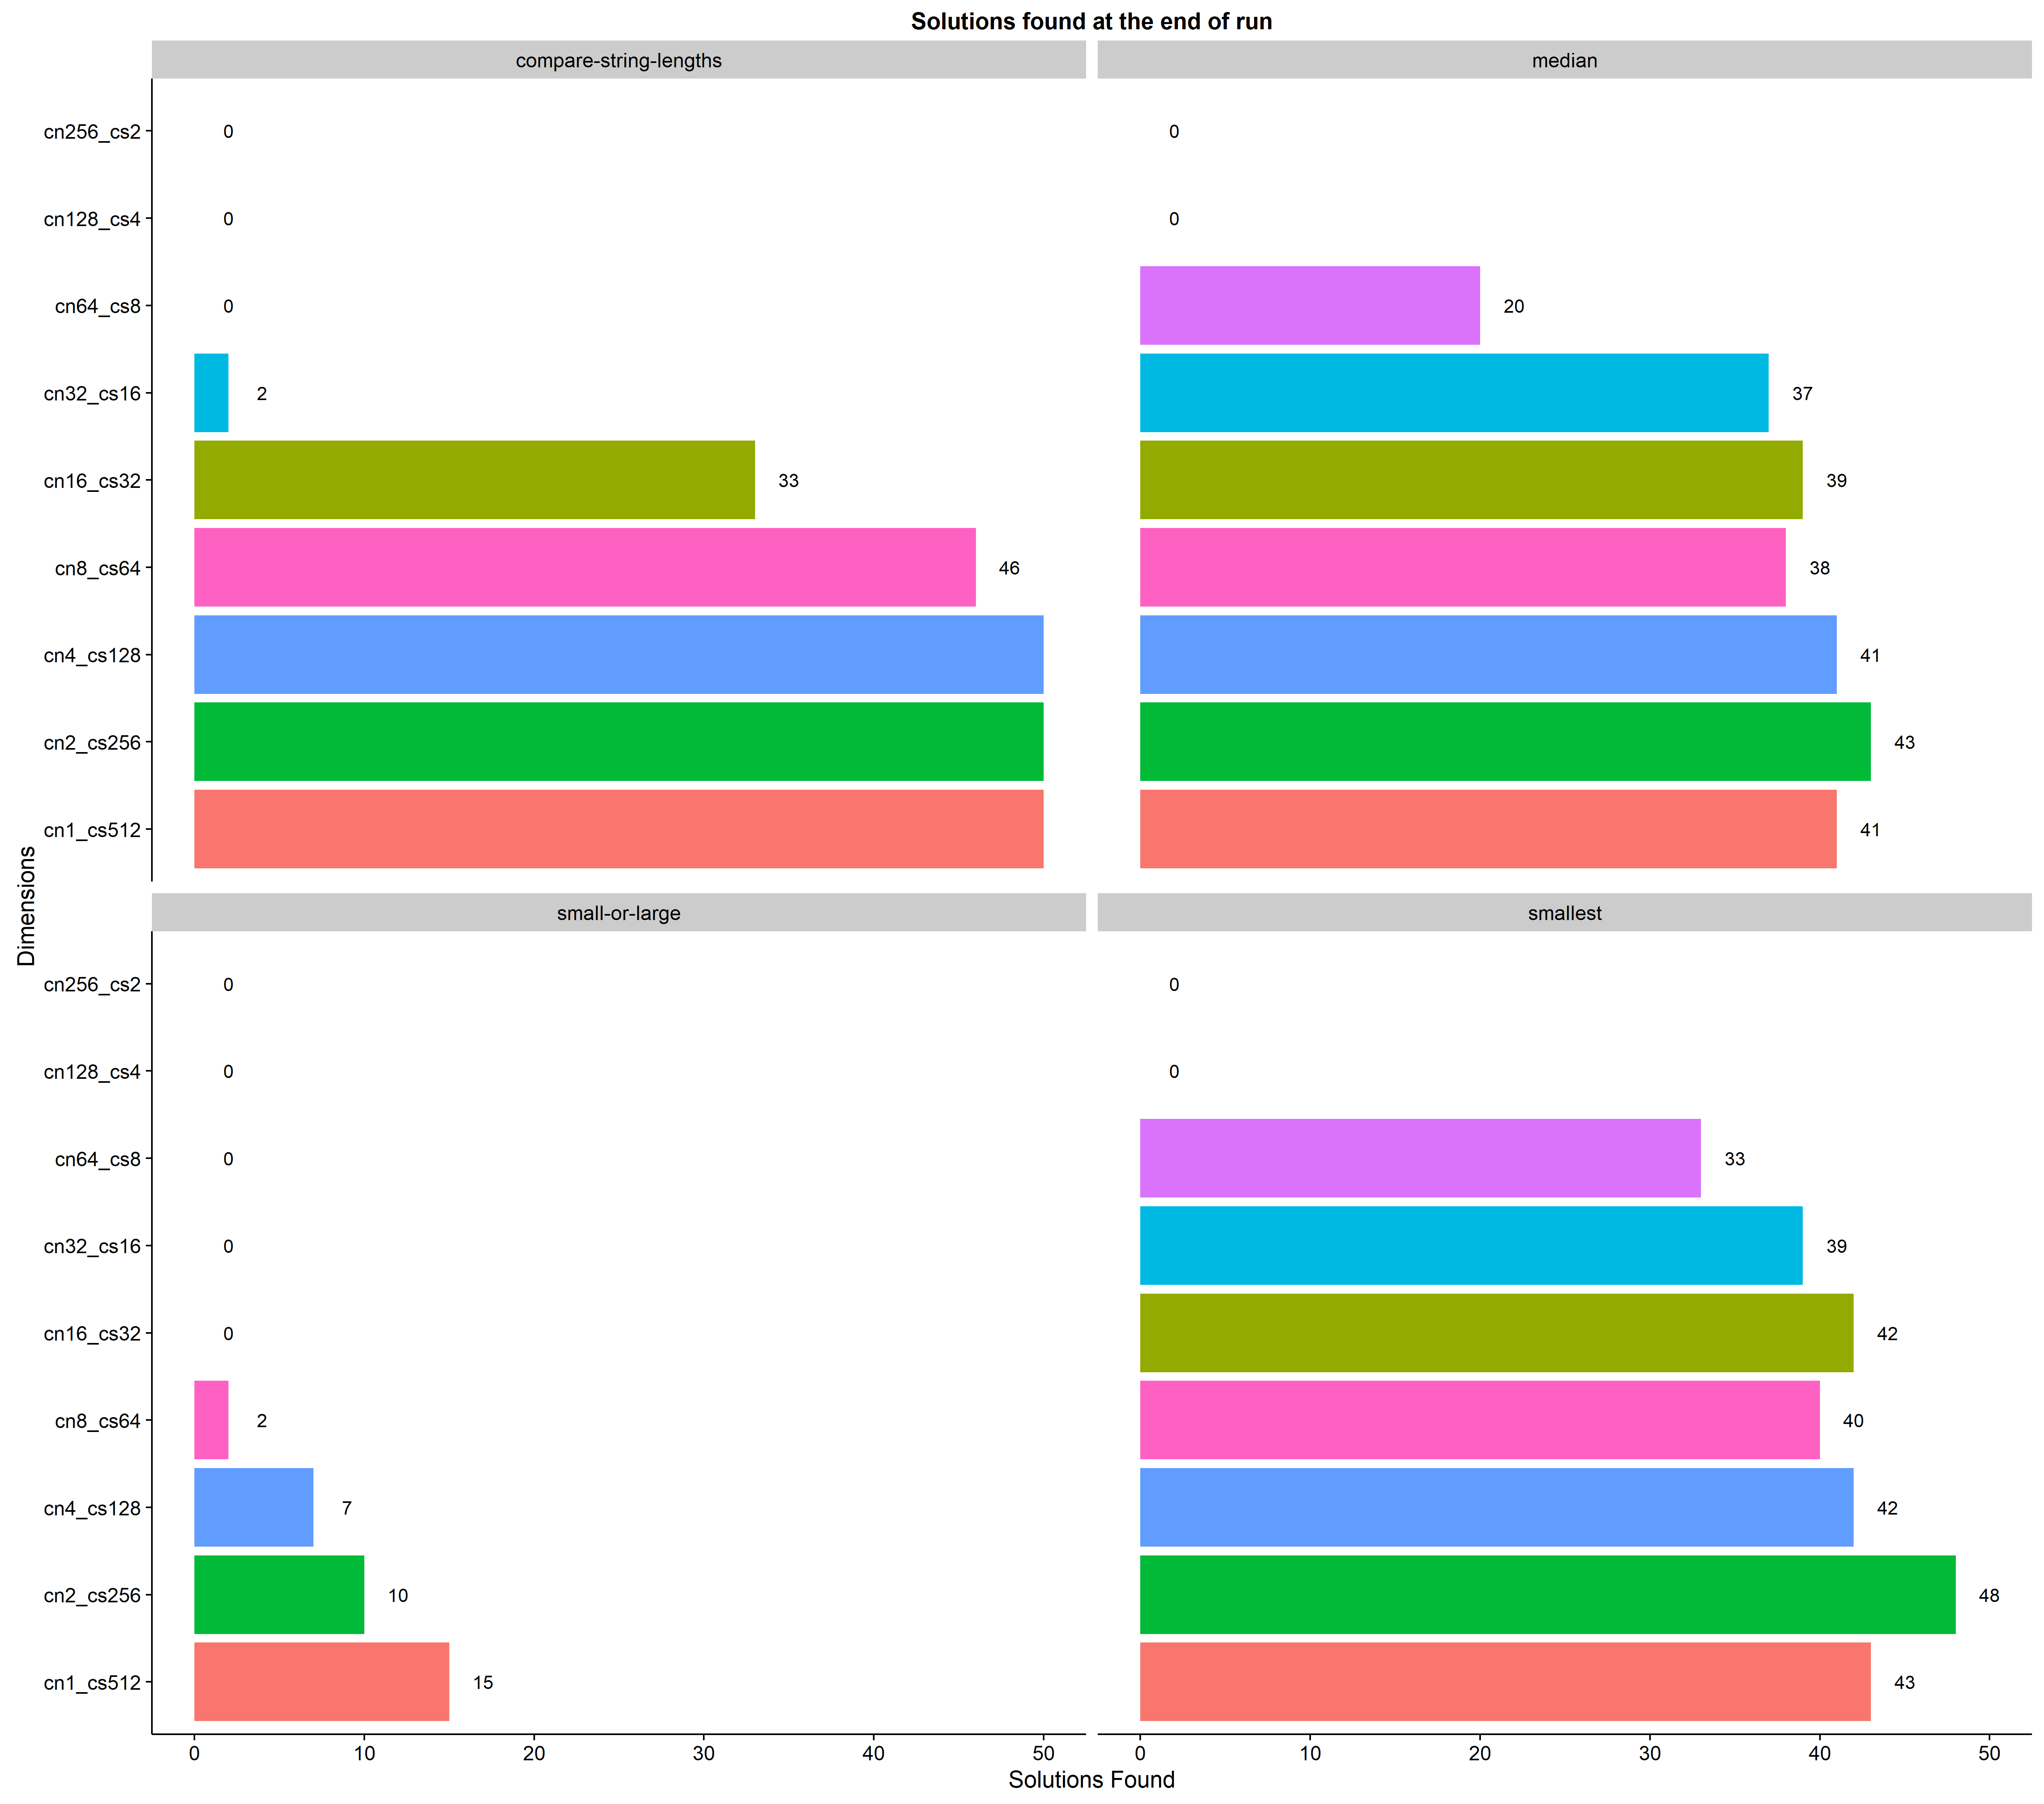 Solutions found at the end of run
compare-string-lengths
cn256_cs2 0
cn128_cs4 0
cn64_cs8 0
cn32_cs16 2
cn16_cs32 33
cn8_cs64 46
cn4_cs128
cn2_cs256
cn1_cs512
median
0
0
20
37
39
38
41
43
41
small-or-large
cn256_cs2 0
cn128_cs4 0
cn64_cs8 0
cn32_cs16 0
cn16_cs32 0
cn8_cs64 2
cn4_cs128 7
cn2_cs256 10
cn1_cs512 15
0 10 20 30 40 50
smallest
0
0
33
39
42
40
42
48
43
0 10 20 30 40 50
Dimensions
Solutions Found